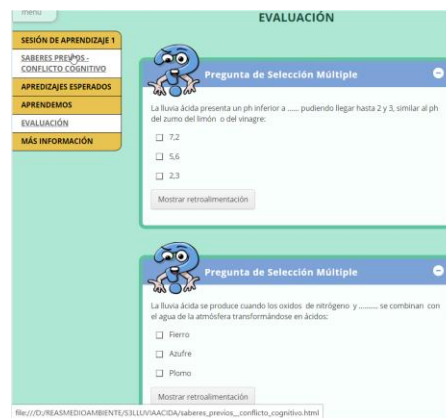 menú
EVALUACIÓN
SESIÓN DE APRENDIZAJE 1
SABERES PREVIOS -
CONFLICTO COGNITIVO
APREDIZAJES ESPERADOS
APRENDEMOS
EVALUACIÓN
MÁS INFORMACIÓN
Pregunta de Selección Múltiple
La lluvia ácida presenta un ph inferior a ...... pudiendo llegar hasta 2 y 3, similar al ph
del zumo del limón o del vinagre:
7,2
5,6
2,3
Mostrar retroalimentación
Pregunta de Selección Múltiple
La lluvia ácida se produce cuando los oxidos de nitrógeno y .......... se combinan con
el agua de la atmósfera transformándose en ácidos:
Fierro
Azufre
Plomo
Mostrar retroalimentación
file:///D:/REASMEDIOAMBIENTE/S3LLUVIAACIDA/saberes_previos__conflicto_cognitivo.html